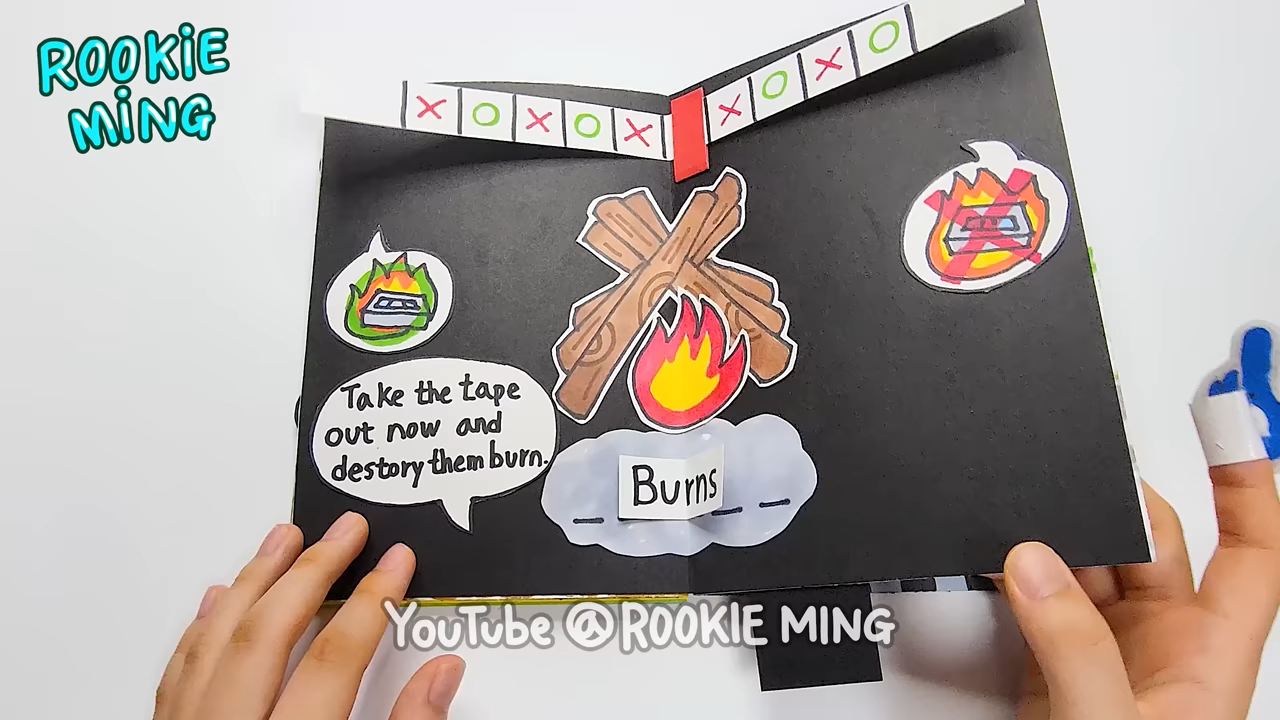 ROOKiE
MiNG
X O X O X X O X O
Take the tape
out now and
destory them burn.
Burns
YouTube @ROOKIE MING